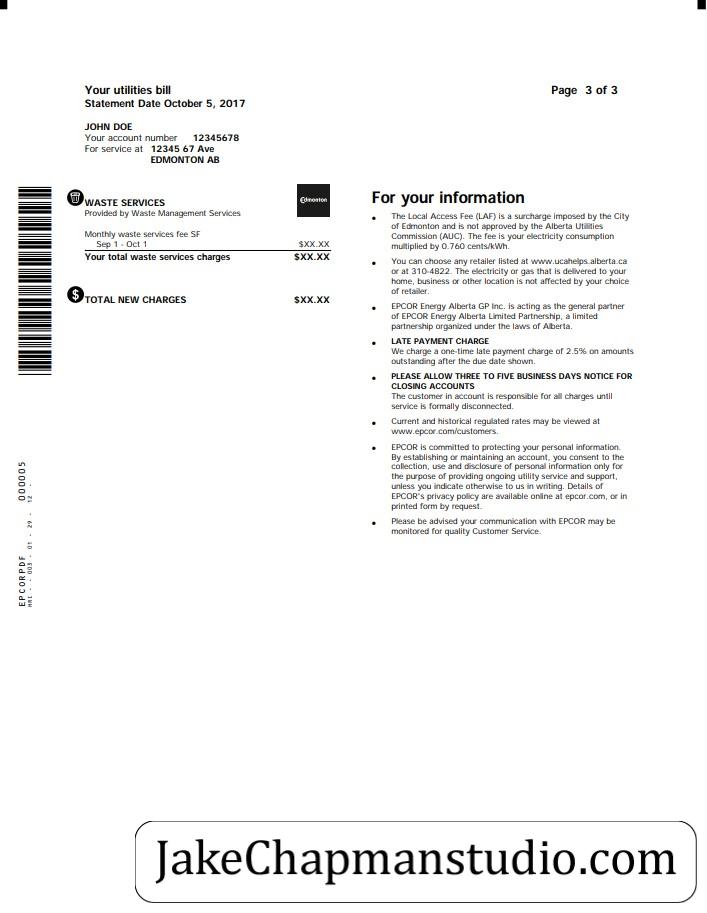 Your utilities bill
Statement Date October 5, 2017
Page 3 of 3
JOHN DOE
Your account number 12345678
For service at 12345 67 Ave
EDMONTON AB
WASTE SERVICES
Edmonton
Provided by Waste Management Services
Monthly waste services fee SF
Sep 1 - Oct 1 $XX.XX
Your total waste services charges $XX.XX
$ TOTAL NEW CHARGES $XX.XX
For your information
• The Local Access Fee (LAF) is a surcharge imposed by the City
of Edmonton and is not approved by the Alberta Utilities
Commission (AUC). The fee is your electricity consumption
multiplied by 0.760 cents/kWh.
• You can choose any retailer listed at www.ucahelps.alberta.ca
or at 310-4822. The electricity or gas that is delivered to your
home, business or other location is not affected by your choice
of retailer.
• EPCOR Energy Alberta GP Inc. is acting as the general partner
of EPCOR Energy Alberta Limited Partnership, a limited
partnership organized under the laws of Alberta.
• LATE PAYMENT CHARGE
We charge a one-time late payment charge of 2.5% on amounts
outstanding after the due date shown.
• PLEASE ALLOW THREE TO FIVE BUSINESS DAYS NOTICE FOR
CLOSING ACCOUNTS
The customer in account is responsible for all charges until
service is formally disconnected.
• Current and historical regulated rates may be viewed at
www.epcor.com/customers.
• EPCOR is committed to protecting your personal information.
By establishing or maintaining an account, you consent to the
collection, use and disclosure of personal information only for
the purpose of providing ongoing utility service and support,
unless you indicate otherwise to us in writing. Details of
EPCOR's privacy policy are available online at epcor.com, or in
printed form by request.
• Please be advised your communication with EPCOR may be
monitored for quality Customer Service.
EPCORPDF 000005
HRI - - 003 - 01 - 29 - 12 -
JakeChapmanstudio.com